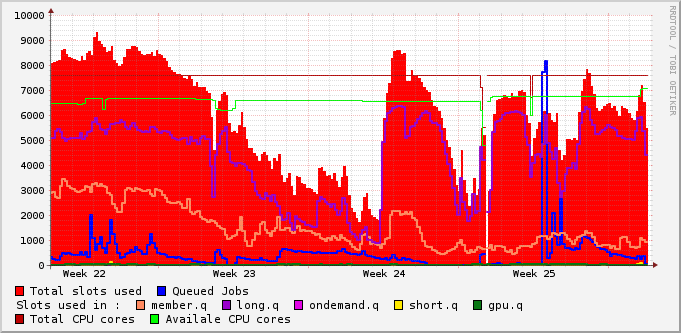 10000
9000
8000
7000
6000
5000
4000
3000
2000
1000
0
Week 22 Week 23 Week 24 Week 25
RRDTOOL / TOBI OETIKER
Total slots used Queued Jobs
Slots used in : member.q long.q ondemand.q short.q gpu.q
Total CPU cores Availale CPU cores